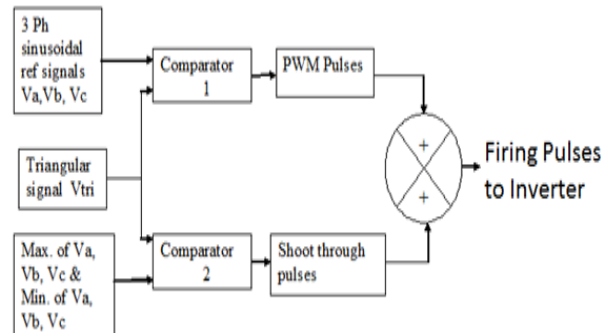 3 Ph
sinusoidal
ref signals
Va,Vb, Vc
Comparator
1
PWM Pulses
Triangular
signal Vtri
+
+
Firing Pulses
to Inverter
Max. of Va,
Vb, Vc &
Min. of Va,
Vb, Vc
Comparator
2
Shoot through
pulses